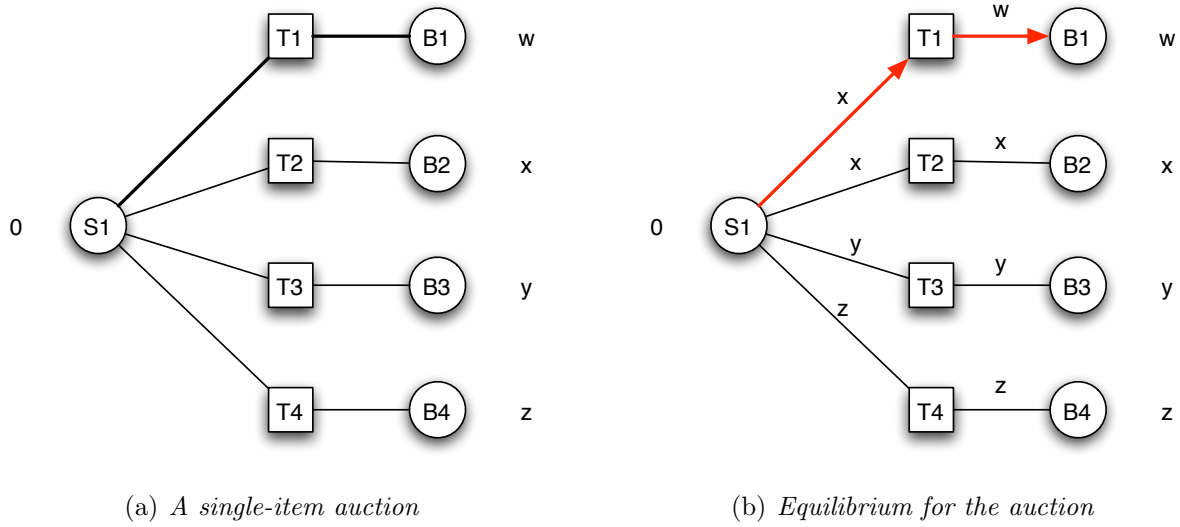 T1 B1 w
T2 B2 x
0 S1
T3 B3 y
T4 B4 z
(a) A single-item auction
w
T1 B1 w
x
x
T2 B2 x
x
0 S1
y
y
T3 B3 y
z
z
T4 B4 z
(b) Equilibrium for the auction